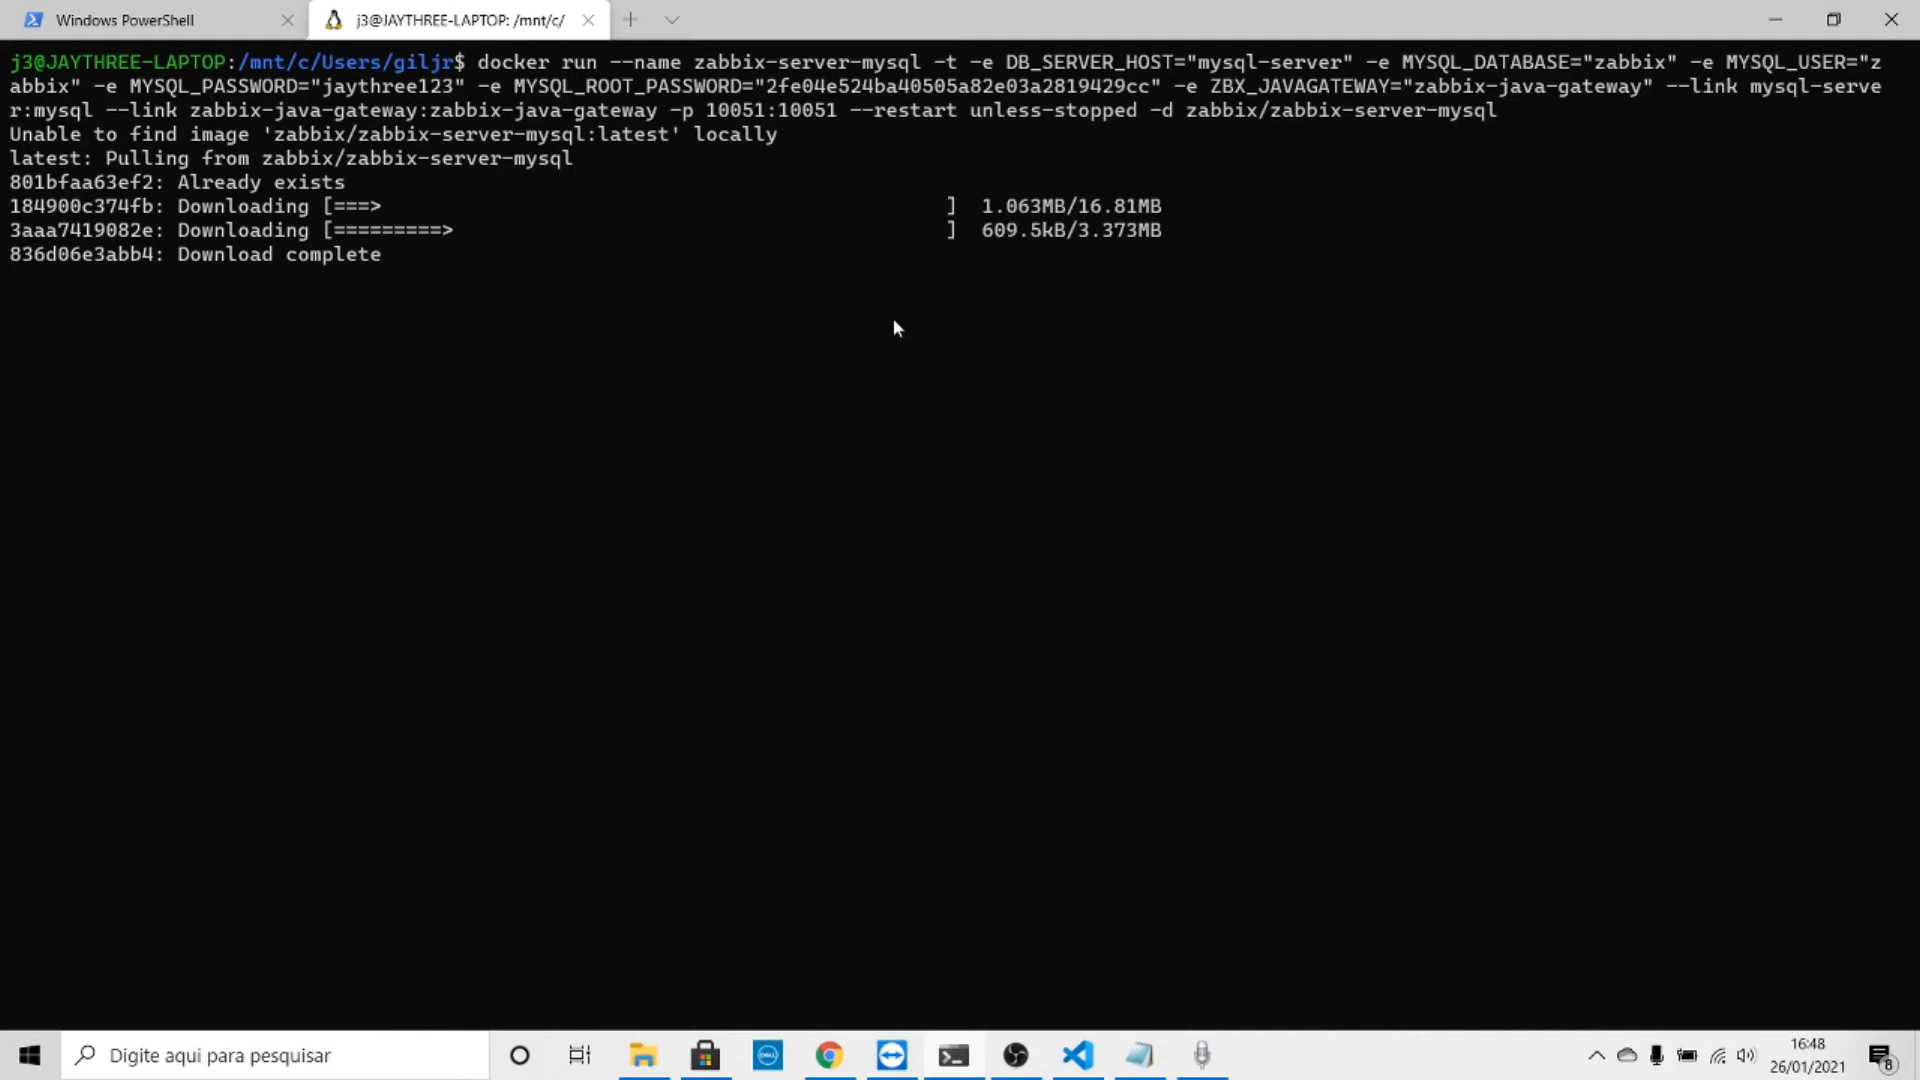 Windows PowerShell
j3@JAYTHREE-LAPTOP: /mnt/c/
j3@JAYTHREE-LAPTOP:/mnt/c/Users/giljr$ docker run --name zabbix-server-mysql -t -e DB_SERVER_HOST="mysql-server" -e MYSQL_DATABASE="zabbix" -e MYSQL_USER="z
abbix" -e MYSQL_PASSWORD="jaythree123" -e MYSQL_ROOT_PASSWORD="2fe04e524ba40505a82e03a2819429cc" -e ZBX_JAVAGATEWAY="zabbix-java-gateway" --link mysql-serve
r:mysql --link zabbix-java-gateway:zabbix-java-gateway -p 10051:10051 --restart unless-stopped -d zabbix/zabbix-server-mysql
Unable to find image 'zabbix/zabbix-server-mysql:latest' locally
latest: Pulling from zabbix/zabbix-server-mysql
801bfaa63ef2: Already exists
184900c374fb: Downloading [===>                                               ]  1.063MB/16.81MB
3aaa7419082e: Downloading [=========>                                         ]  609.5kB/3.373MB
836d06e3abb4: Download complete
Digite aqui para pesquisar
DELL
16:48
26/01/2021
8